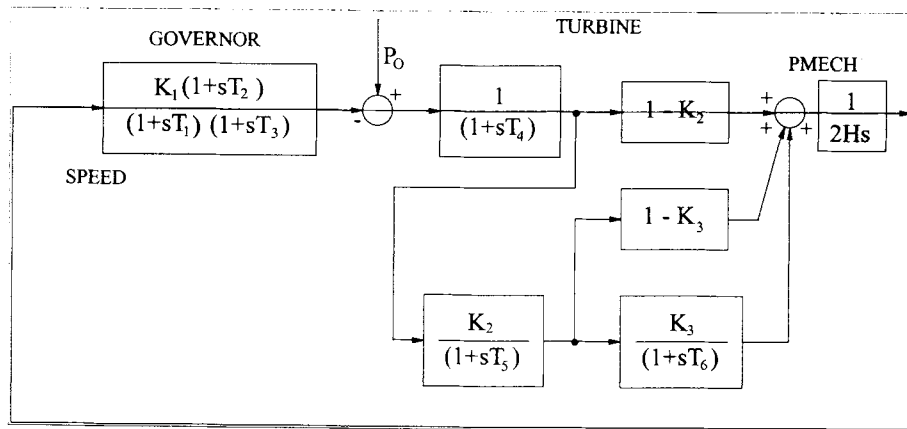 GOVERNOR
TURBINE
P_O
PMECH
K_1(1+sT_2)
(1+sT_1) (1+sT_3)
+
-
1
(1+sT_4)
1 - K_2
+
+
+
1
2Hs
SPEED
1 - K_3
K_2
(1+sT_5)
K_3
(1+sT_6)